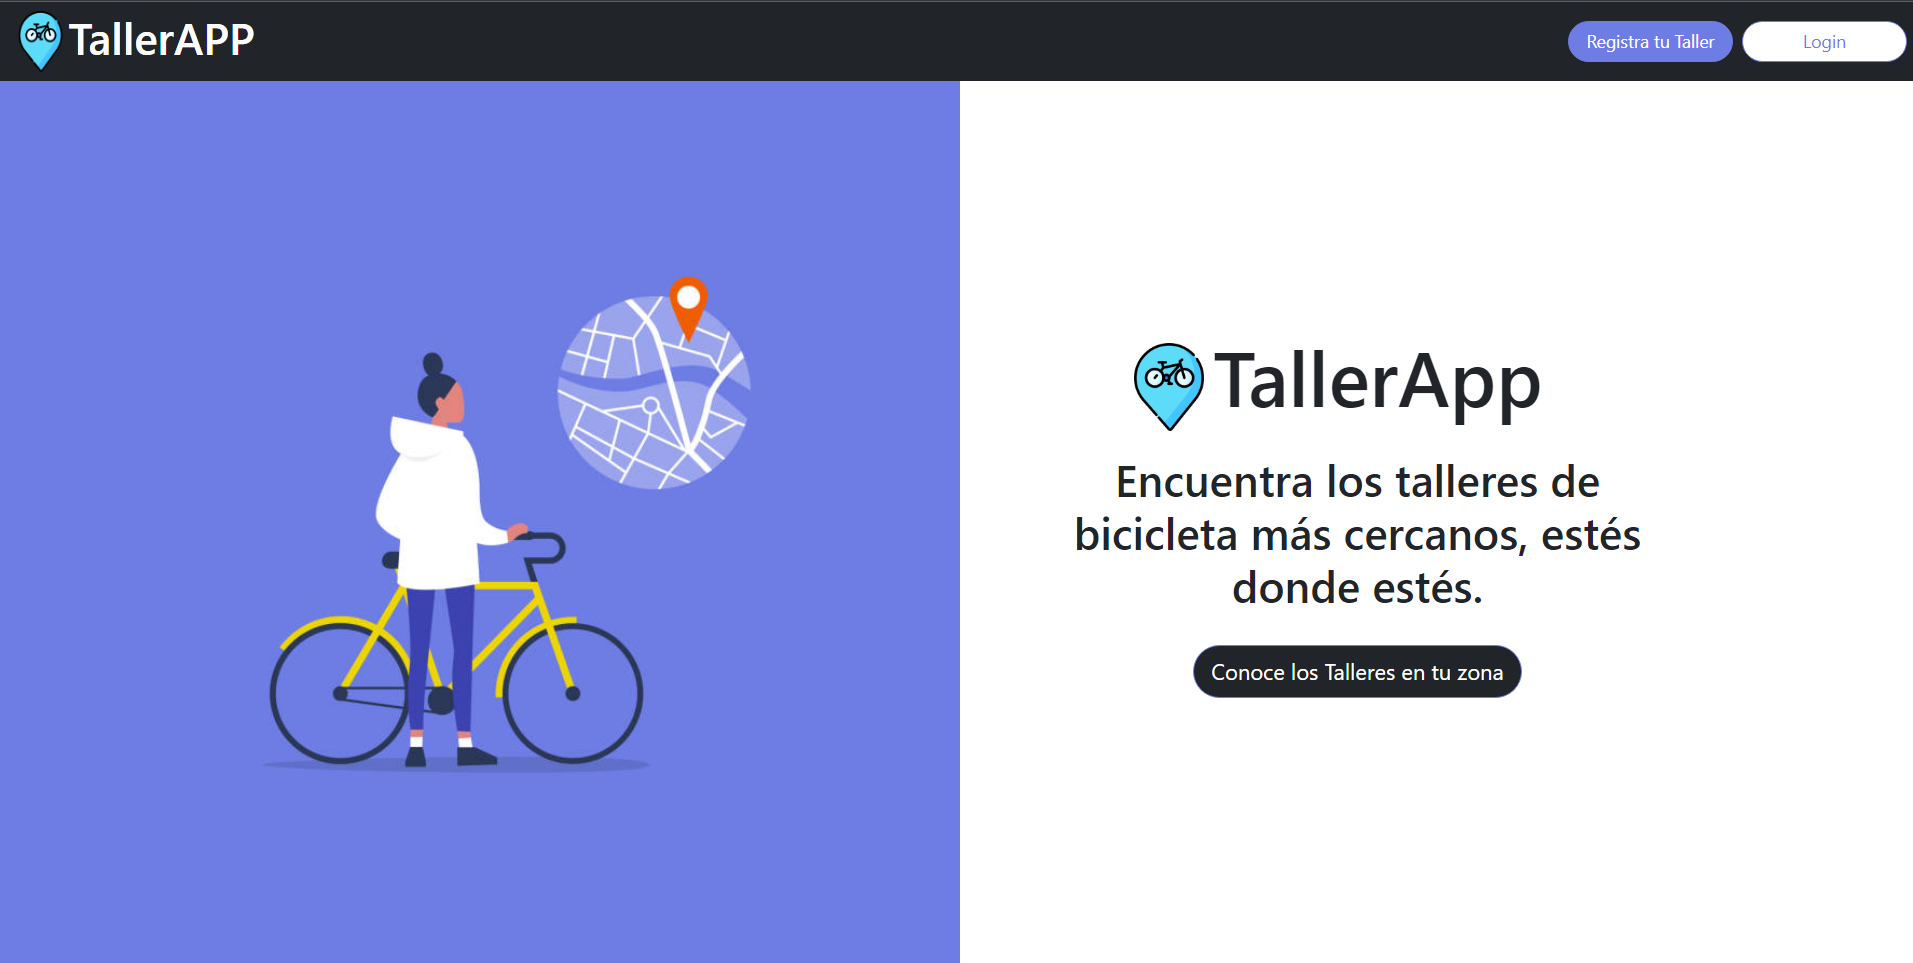 TallerAPP
Registra tu Taller
Login
TallerApp
Encuentra los talleres de
bicicleta más cercanos, estés
donde estés.
Conoce los Talleres en tu zona